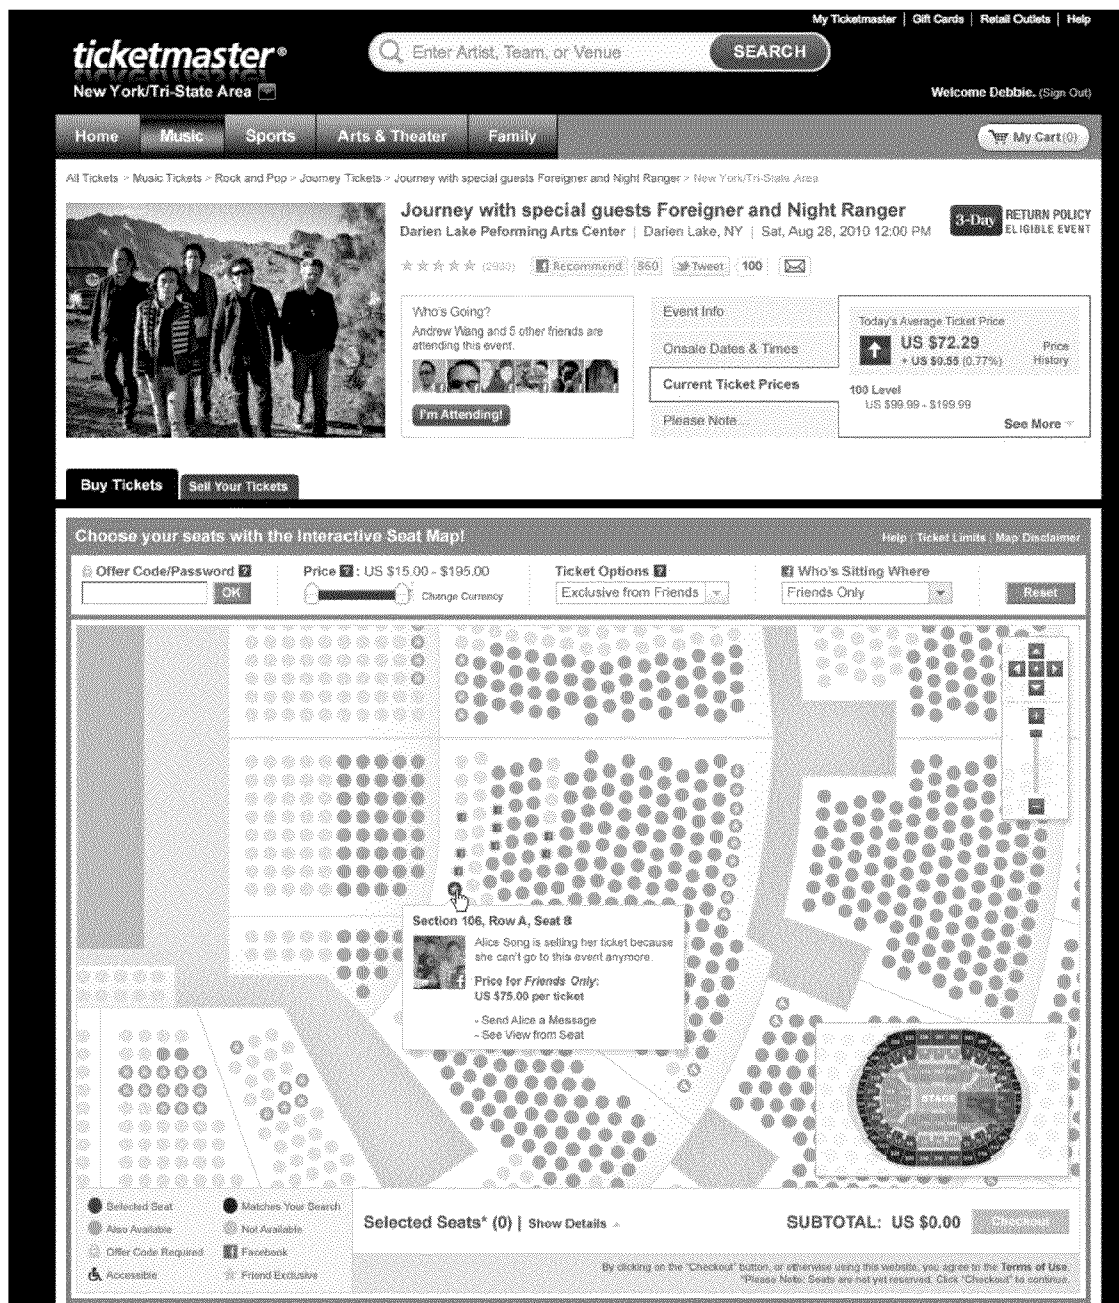 My Ticketmaster | Gift Cards | Retail Outlets | Help
ticketmaster®
Enter Artist, Team, or Venue
SEARCH
New York/Tri-State Area
Welcome Debbie. (Sign Out)
Home Music Sports Arts & Theater Family
My Cart(0)
All Tickets > Music Tickets > Rock and Pop > Journey Tickets > Journey with special guests Foreigner and Night Ranger > New York/Tri-State Area
Journey with special guests Foreigner and Night Ranger
Darien Lake Peforming Arts Center | Darien Lake, NY | Sat, Aug 28, 2010 12:00 PM
3-Day RETURN POLICY
ELIGIBLE EVENT
Recommend 860 Tweet 100
Who's Going?
Andrew Wang and 5 other friends are
attending this event.
I'm Attending!
Event Info
Onsale Dates & Times
Current Ticket Prices
Please Note...
Today's Average Ticket Price
US $72.29
+ US $0.55 (0.77%)
Price
History
100 Level
US $99.99 - $199.99
See More
Buy Tickets
Sell Your Tickets
Choose your seats with the Interactive Seat Map!
Help | Ticket Limits | Map Disclaimer
Offer Code/Password ?
OK
Price ? : US $15.00 - $195.00
Change Currency
Ticket Options ?
Exclusive from Friends
Who's Sitting Where
Friends Only
Reset
Section 106, Row A, Seat 8
Alice Song is selling her ticket because
she can't go to this event anymore.
Price for Friends Only:
US $75.00 per ticket
- Send Alice a Message
- See View from Seat
STAGE
Selected Seat
Matches Your Search
Also Available
Not Available
Offer Code Required
Facebook
Accessible
Friend Exclusive
Selected Seats* (0) | Show Details
SUBTOTAL: US $0.00
Checkout
By clicking on the "Checkout" button, or otherwise using this website, you agree to the Terms of Use.
*Please Note: Seats are not yet reserved. Click "Checkout" to continue.